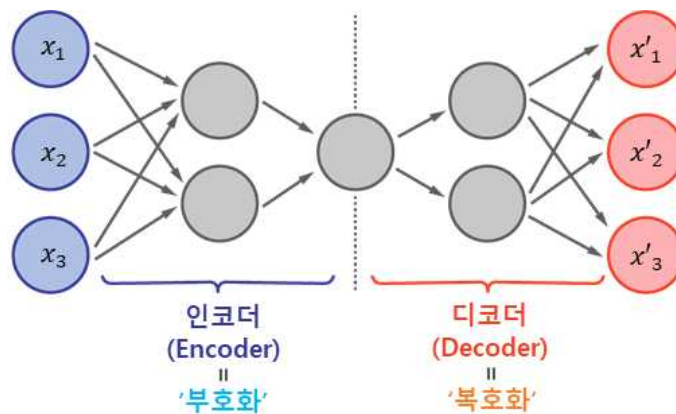 x₁
x₂
x₃
x'₁
x'₂
x'₃
인코더
(Encoder)
=
'부호화'
디코더
(Decoder)
=
'복호화'